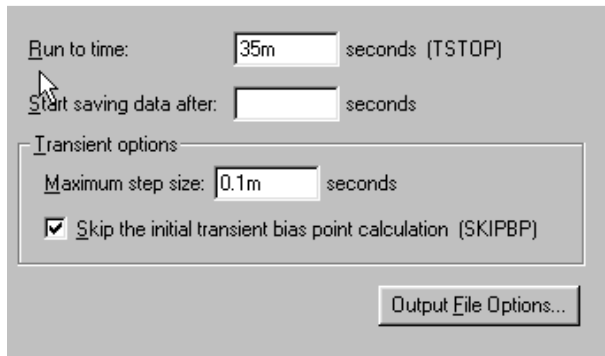 Run to time: 35m seconds (TSTOP)
Start saving data after: seconds
Transient options
Maximum step size: 0.1m seconds
Skip the initial transient bias point calculation (SKIPBP)
Output File Options...